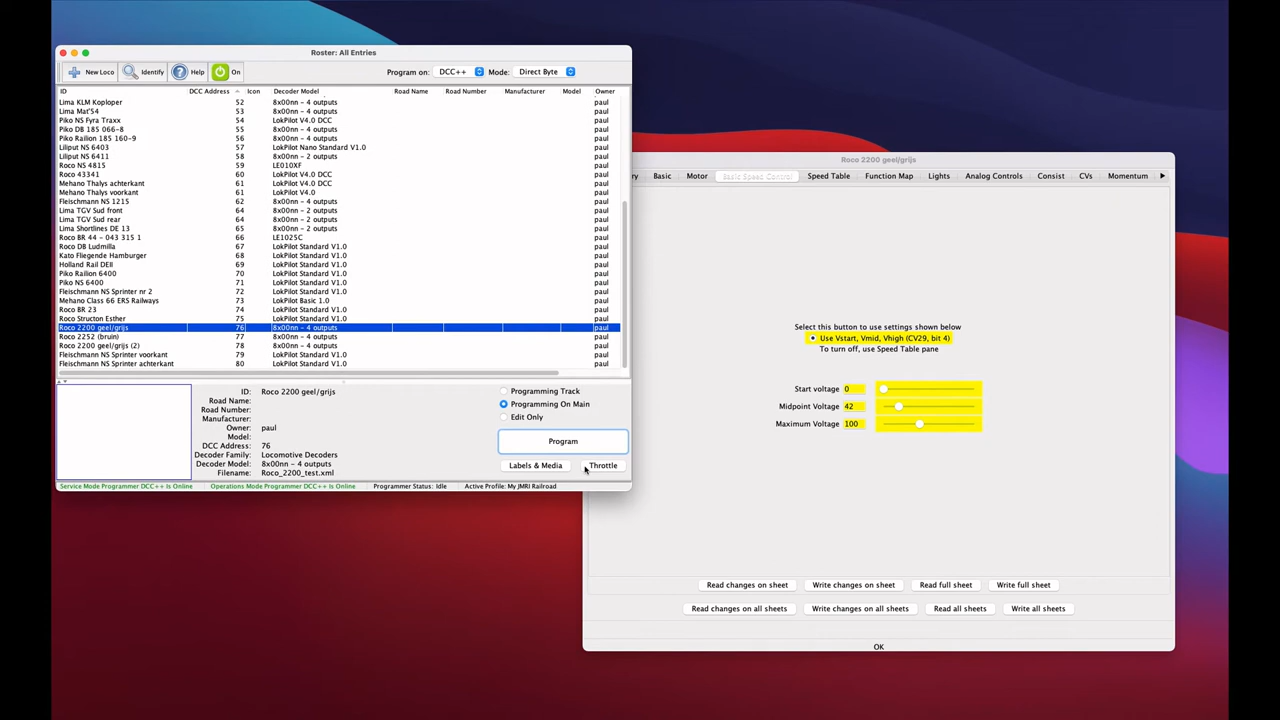 Roster: All Entries
New Loco Identify Help On Program on: DCC++ Mode: Direct Byte
ID DCC Address Icon Decoder Model Road Name Road Number Manufacturer Model Owner
Lima KLM Koploper 52 8x00nn - 4 outputs paul
Lima Mat'54 53 8x00nn - 4 outputs paul
Piko NS Fyra Traxx 54 LokPilot V4.0 DCC paul
Piko DB 185 066-8 55 8x00nn - 4 outputs paul
Piko Railion 185 160-9 56 8x00nn - 4 outputs paul
Liliput NS 6403 57 LokPilot Nano Standard V1.0 paul
Liliput NS 6411 58 8x00nn - 2 outputs paul
Roco NS 4815 59 LE010XF paul
Roco 43341 60 LokPilot V4.0 DCC paul
Mehano Thalys achterkant 61 LokPilot V4.0 DCC paul
Mehano Thalys voorkant 61 LokPilot V4.0 paul
Fleischmann NS 1215 62 8x00nn - 4 outputs paul
Lima TGV Sud front 64 8x00nn - 2 outputs paul
Lima TGV Sud rear 64 8x00nn - 2 outputs paul
Lima Shortlines DE 13 65 8x00nn - 2 outputs paul
Roco BR 44 - 043 315 1 66 LE1025C paul
Roco DB Ludmilla 67 LokPilot Standard V1.0 paul
Kato Fliegende Hamburger 68 LokPilot Standard V1.0 paul
Holland Rail DEII 69 LokPilot Standard V1.0 paul
Piko Railion 6400 70 LokPilot Standard V1.0 paul
Piko NS 6400 71 LokPilot Standard V1.0 paul
Fleischmann NS Sprinter nr 2 72 LokPilot Standard V1.0 paul
Mehano Class 66 ERS Railways 73 LokPilot Basic 1.0 paul
Roco BR 23 74 LokPilot Standard V1.0 paul
Roco Structon Esther 75 LokPilot Standard V1.0 paul
Roco 2200 geel/grijs 76 8x00nn - 4 outputs paul
Roco 2252 (bruin) 77 8x00nn - 4 outputs paul
Roco 2200 geel/grijs (2) 78 8x00nn - 4 outputs paul
Fleischmann NS Sprinter voorkant 79 LokPilot Standard V1.0 paul
Fleischmann NS Sprinter achterkant 80 LokPilot Standard V1.0 paul
ID: Roco 2200 geel/grijs
Road Name:
Road Number:
Manufacturer:
Owner: paul
Model:
DCC Address: 76
Decoder Family: Locomotive Decoders
Decoder Model: 8x00nn - 4 outputs
Filename: Roco_2200_test.xml
Programming Track
Programming On Main
Edit Only
Program
Labels & Media Throttle
Service Mode Programmer DCC++ Is Online Operations Mode Programmer DCC++ Is Online Programmer Status: Idle Active Profile: My JMRI Railroad
Roco 2200 geel/grijs
ry Basic Motor Basic Speed Control Speed Table Function Map Lights Analog Controls Consist CVs Momentum
Select this button to use settings shown below
Use Vstart, Vmid, Vhigh (CV29, bit 4)
To turn off, use Speed Table pane
Start voltage 0
Midpoint Voltage 42
Maximum Voltage 100
Read changes on sheet Write changes on sheet Read full sheet Write full sheet
Read changes on all sheets Write changes on all sheets Read all sheets Write all sheets
OK